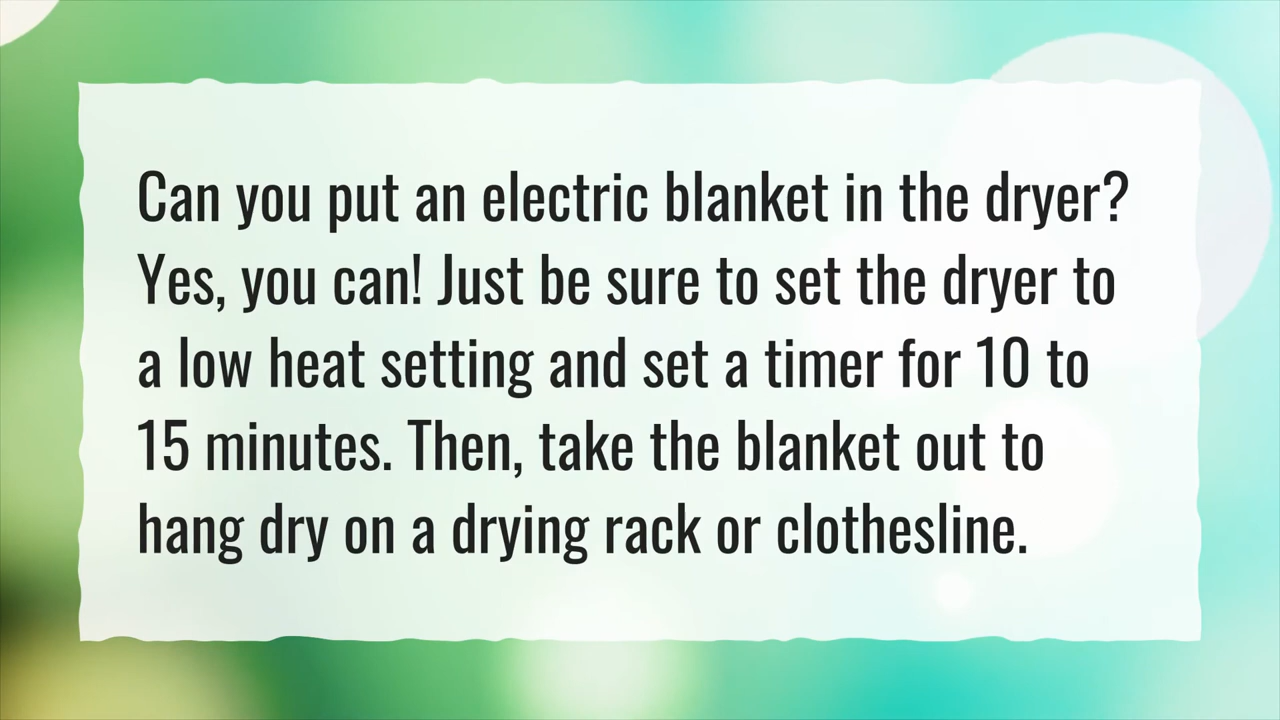 Can you put an electric blanket in the dryer?
Yes, you can! Just be sure to set the dryer to
a low heat setting and set a timer for 10 to
15 minutes. Then, take the blanket out to
hang dry on a drying rack or clothesline.